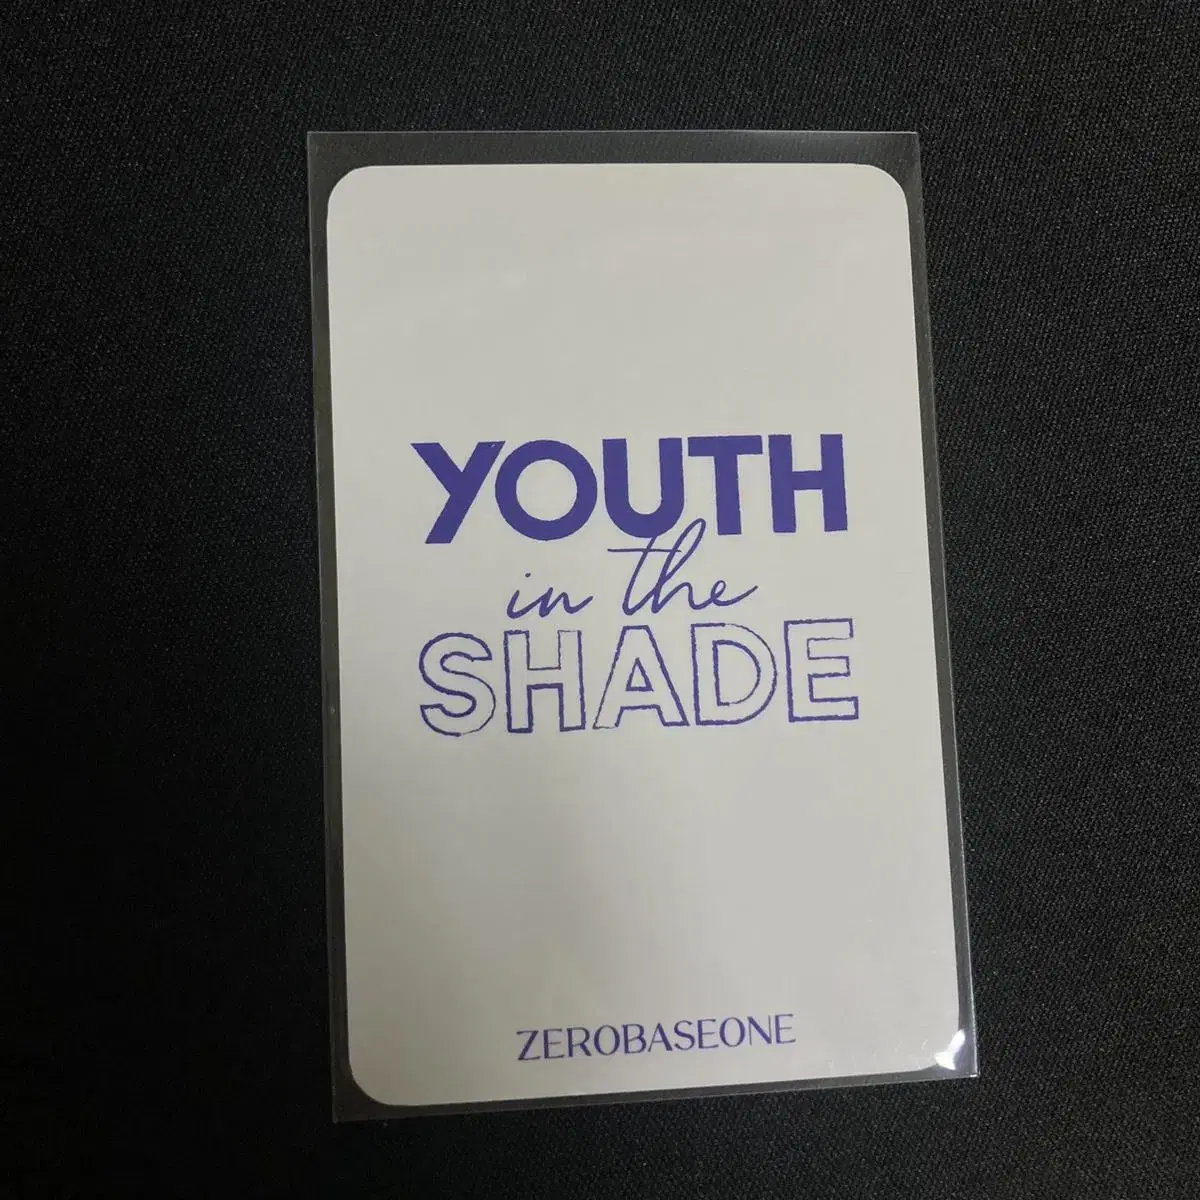 YOUTH
in the
SHADE
ZEROBASEONE